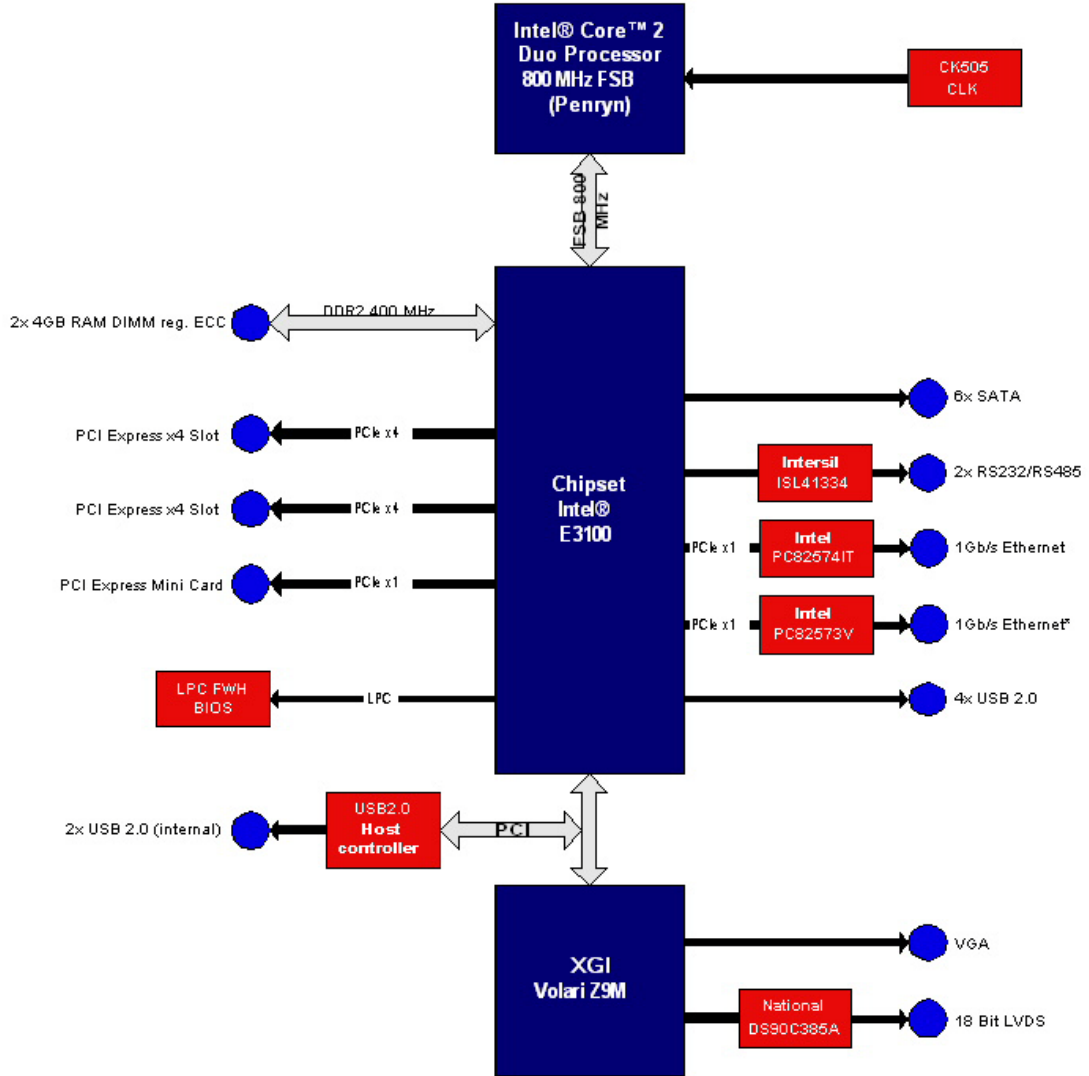 Intel® Core™ 2
Duo Processor
800 MHz FSB
(Penryn)
CK505
CLK
FSB 800
MHz
2x 4GB RAM DIMM reg. ECC
DDR2 400 MHz
6x SATA
PCI Express x4 Slot
PCIe x4
Intersil
ISL41334
2x RS232/RS485
Chipset
Intel®
E3100
PCI Express x4 Slot
PCIe x4
PCIe x1
Intel
PC82574IT
1Gb/s Ethernet
PCI Express Mini Card
PCIe x1
PCIe x1
Intel
PC82573V
1Gb/s Ethernet*
LPC FWH
BIOS
LPC
4x USB 2.0
2x USB 2.0 (internal)
USB2.0
Host
controller
PCI
XGI
Volari Z9M
VGA
National
DS90C385A
18 Bit LVDS